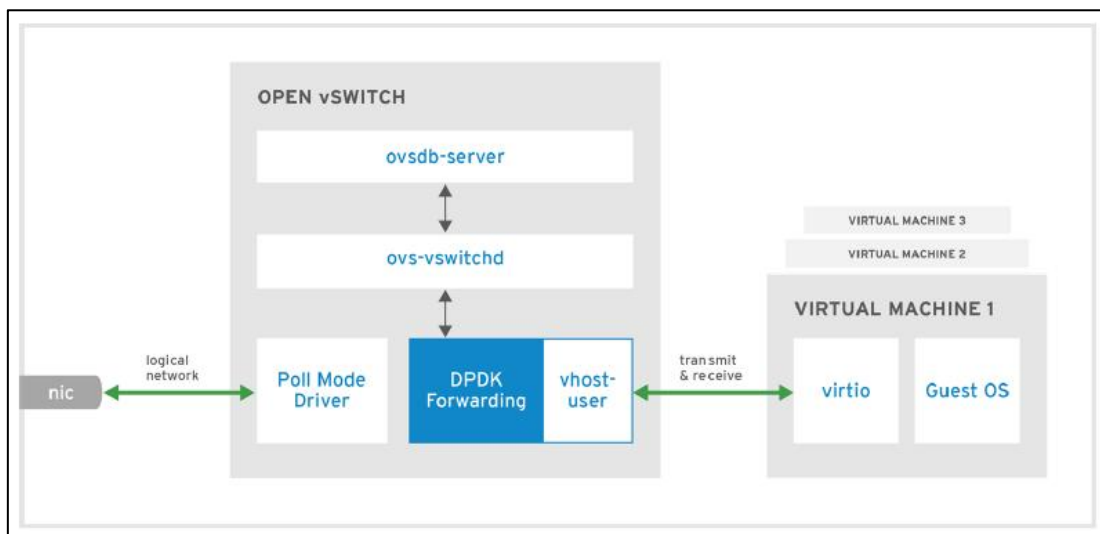 OPEN vSWITCH
ovsdb-server
ovs-vswitchd
nic
logical
network
Poll Mode
Driver
DPDK
Forwarding
vhost-
user
transmit
& receive
VIRTUAL MACHINE 3
VIRTUAL MACHINE 2
VIRTUAL MACHINE 1
virtio
Guest OS